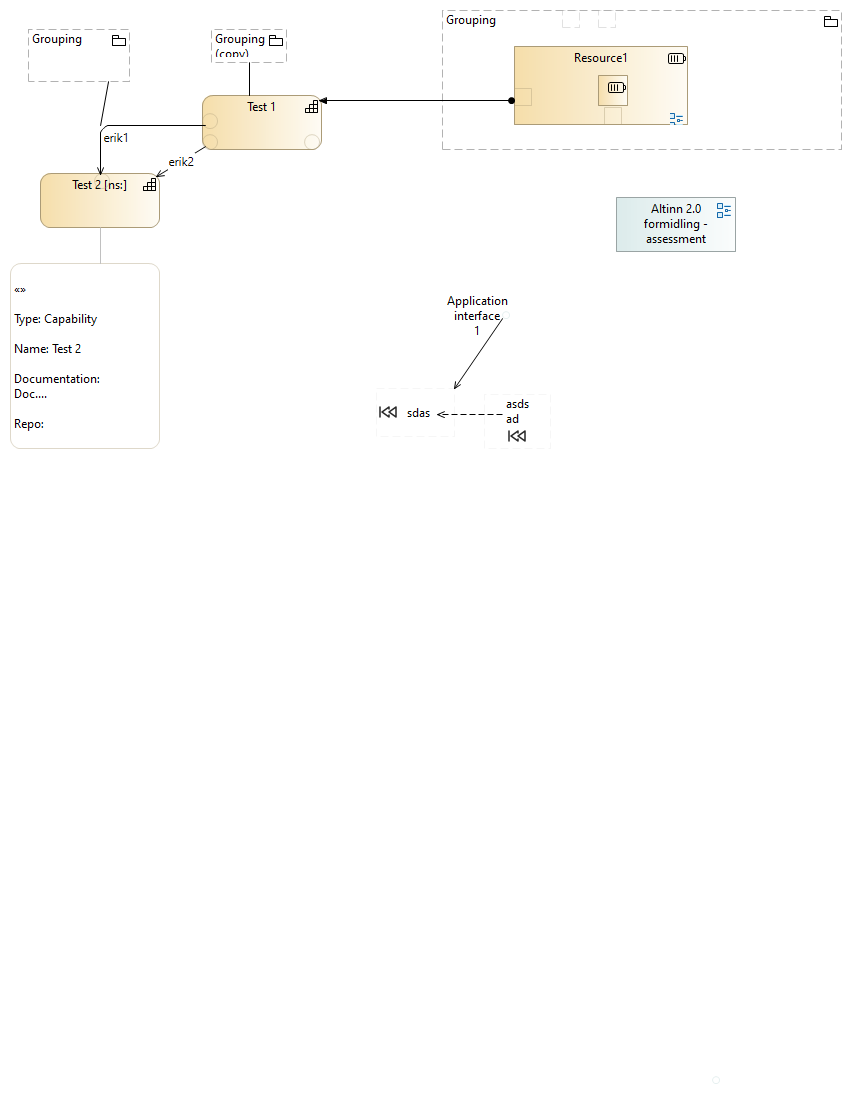 Grouping
Grouping
(copy)
Grouping
Resource1
Test 1
erik1
erik2
Test 2 [ns:]
Altinn 2.0
formidling -
assessment
«»
Type: Capability
Name: Test 2
Documentation:
Doc....
Repo:
Application
interface
1
sdas
asds
ad